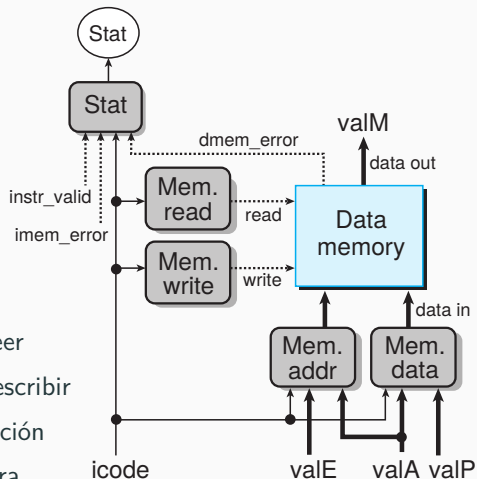 Stat
Stat
dmem_error
valM
data out
instr_valid
imem_error
Mem.
read
read
Data
memory
Mem.
write
write
data in
Mem.
addr
Mem.
data
icode
valE
valA
valP